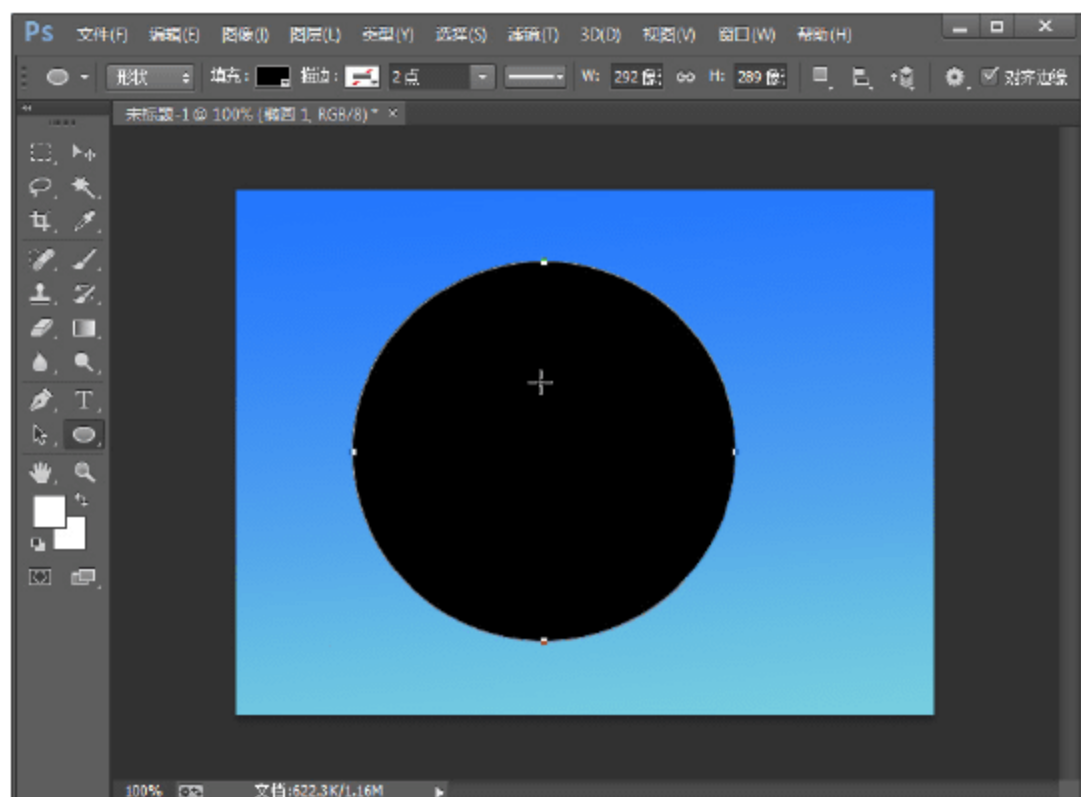 Ps 文件(F) 编辑(E) 图像(I) 图层(L) 类型(Y) 选择(S) 滤镜(T) 3D(D) 视图(V) 窗口(W) 帮助(H)
形状 填充: 描边: 2点 W: 292 像 H: 289 像 对齐边缘
未标题-1 @ 100% (椭圆 1, RGB/8) * ×
T
100% 文档:622.3K/1.16M